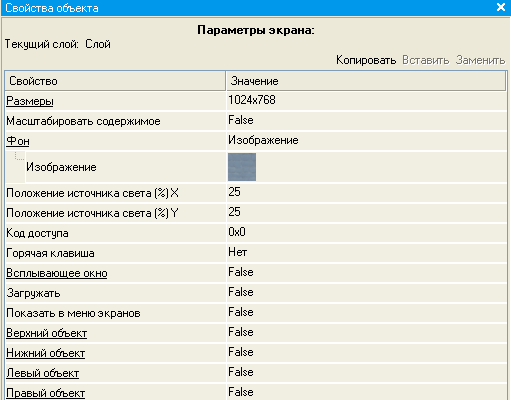 Свойства объекта
Параметры экрана:
Текущий слой: Слой
Копировать Вставить Заменить
Свойство Значение
Размеры 1024x768
Масштабировать содержимое False
Фон Изображение
Изображение
Положение источника света (%) X 25
Положение источника света (%) Y 25
Код доступа 0x0
Горячая клавиша Нет
Всплывающее окно False
Загружать False
Показать в меню экранов False
Верхний объект False
Нижний объект False
Левый объект False
Правый объект False